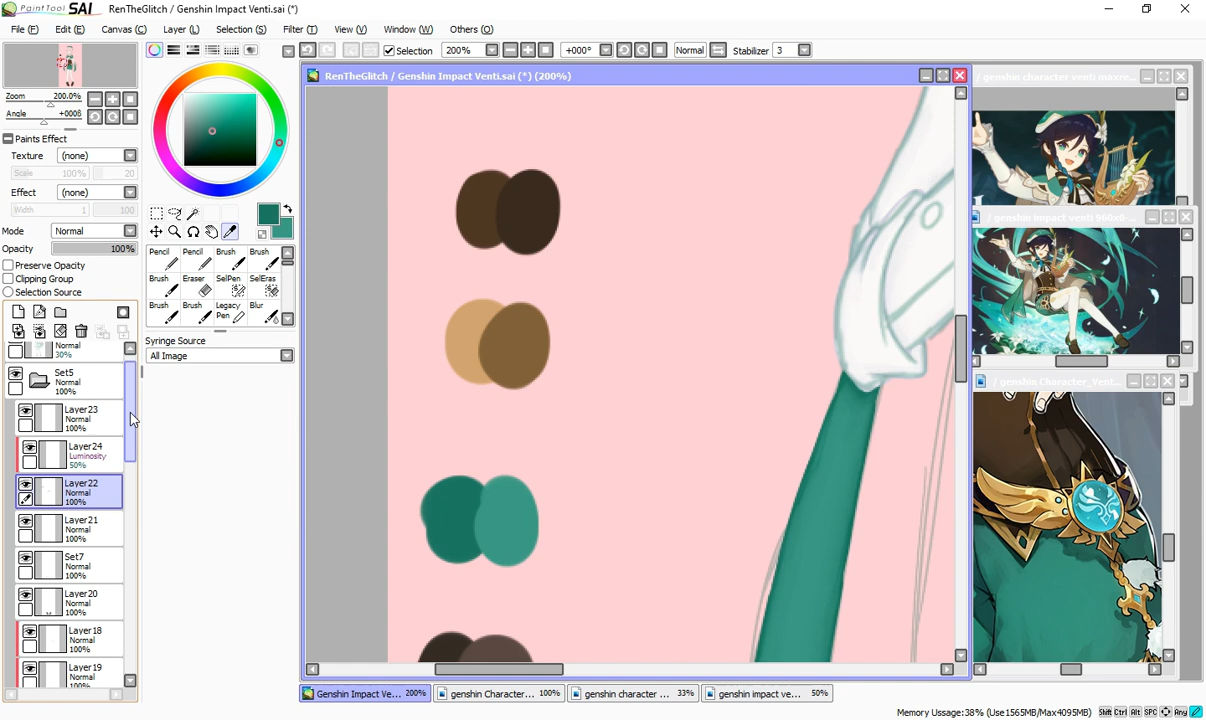 PaintTool SAI RenTheGlitch / Genshin Impact Venti.sai (*)
File (F) Edit (E) Canvas (C) Layer (L) Selection (S) Filter (T) View (V) Window (W) Others (O)
Selection 200% +000° Normal Stabilizer 3
RenTheGlitch / Genshin Impact Venti.sai (*) (200%)
/ genshin character venti maxre...
Zoom 200.0%
Angle +0006
Paints Effect
Texture (none)
Scale 100% 20
Effect (none)
Width 1 100
Mode Normal
Opacity 100%
Preserve Opacity
Clipping Group
Selection Source
Pencil Pencil Brush Brush
Brush Eraser SelPen SelEras
Brush Brush Legacy Pen Blur
Syringe Source
All Image
/ genshin impact venti 960x0-...
/ genshin Character_Vent...
Normal
30%
Set5
Normal
100%
Layer23
Normal
100%
Layer24
Luminosity
50%
Layer22
Normal
100%
Layer21
Normal
100%
Set7
Normal
100%
Layer20
Normal
100%
Layer18
Normal
100%
Layer19
Normal
100%
Genshin Impact Ve... 200% genshin Character... 100% genshin character ... 33% genshin impact ve... 50%
Memory Ussage:38% (Use1565MB/Max4095MB) Shift Ctrl Alt SPC Any